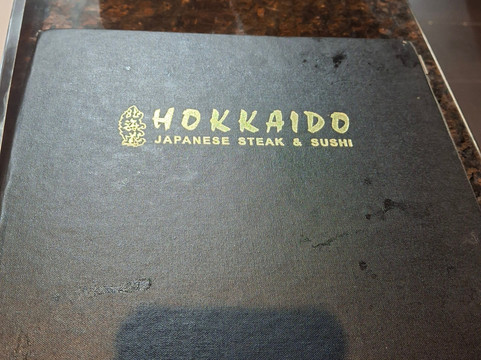 HOKKAIDO
JAPANESE STEAK & SUSHI